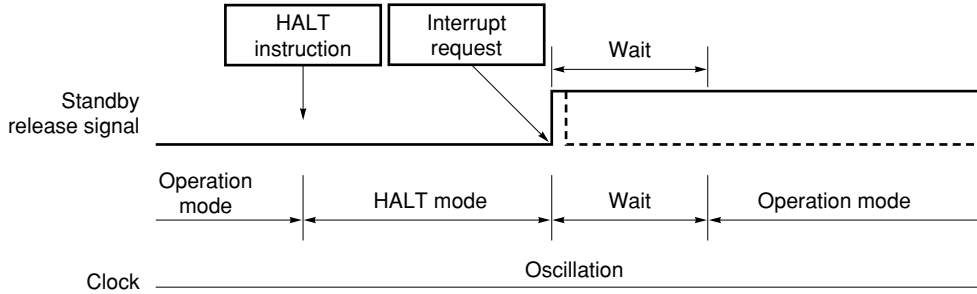 HALT
instruction
Interrupt
request
Wait
Standby
release signal
Operation
mode
HALT mode
Wait
Operation mode
Oscillation
Clock